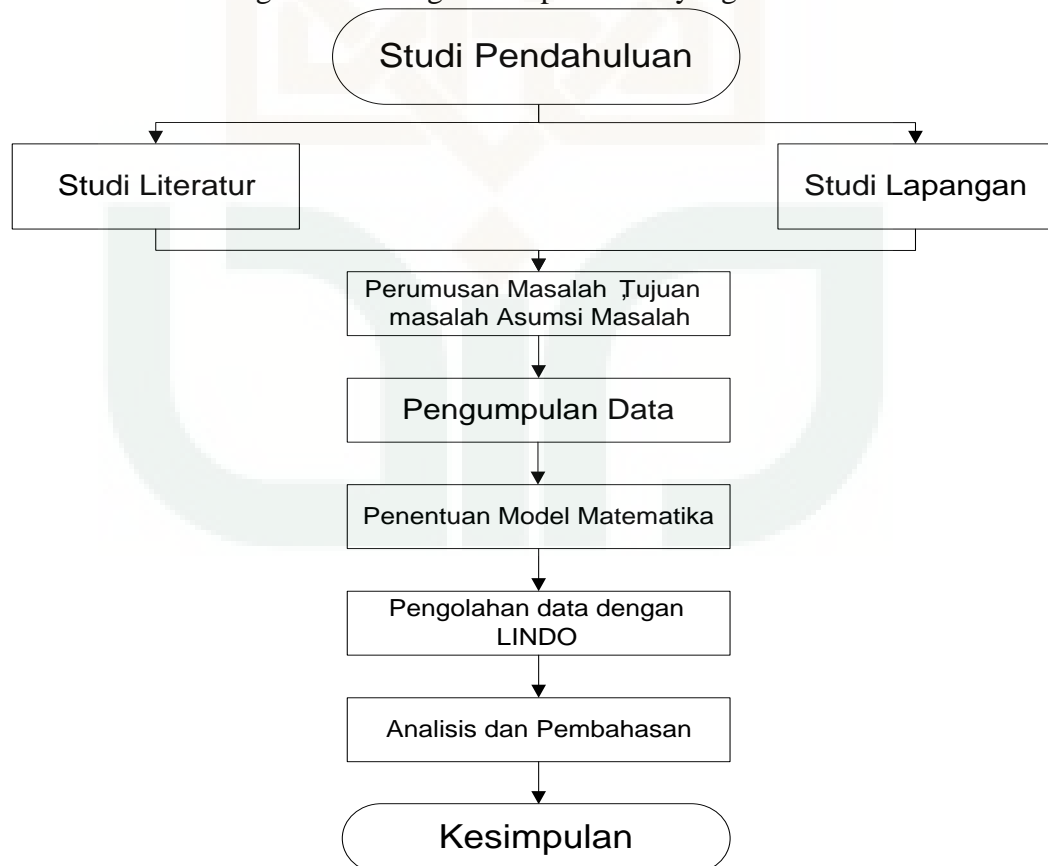 Studi Pendahuluan
Studi Literatur
Studi Lapangan
Perumusan Masalah ,Tujuan
masalah Asumsi Masalah
Pengumpulan Data
Penentuan Model Matematika
Pengolahan data dengan
LINDO
Analisis dan Pembahasan
Kesimpulan